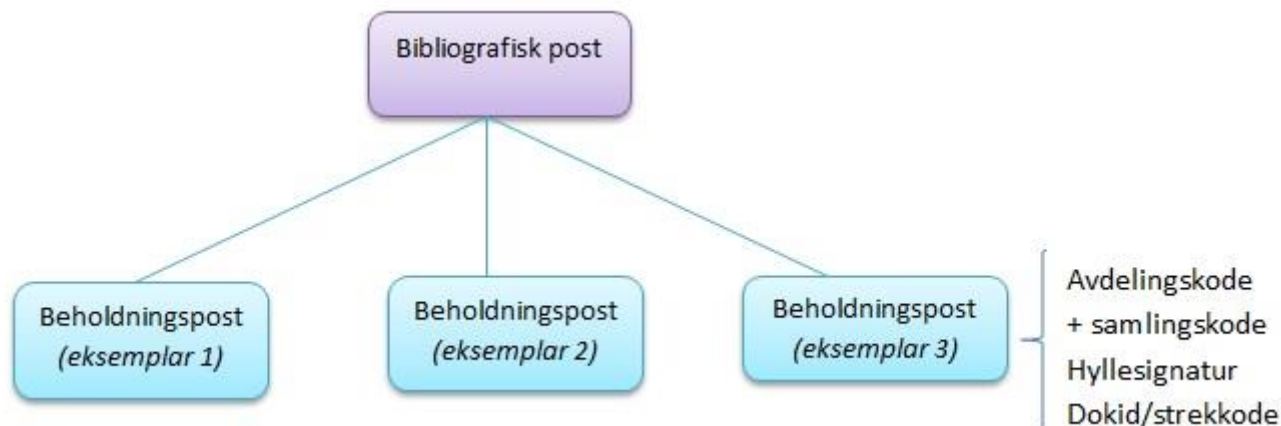 Bibliografisk post
Beholdningspost
(eksemplar 1)
Beholdningspost
(eksemplar 2)
Beholdningspost
(eksemplar 3)
Avdelingskode
+ samlingskode
Hyllesignatur
Dokid/strekkode